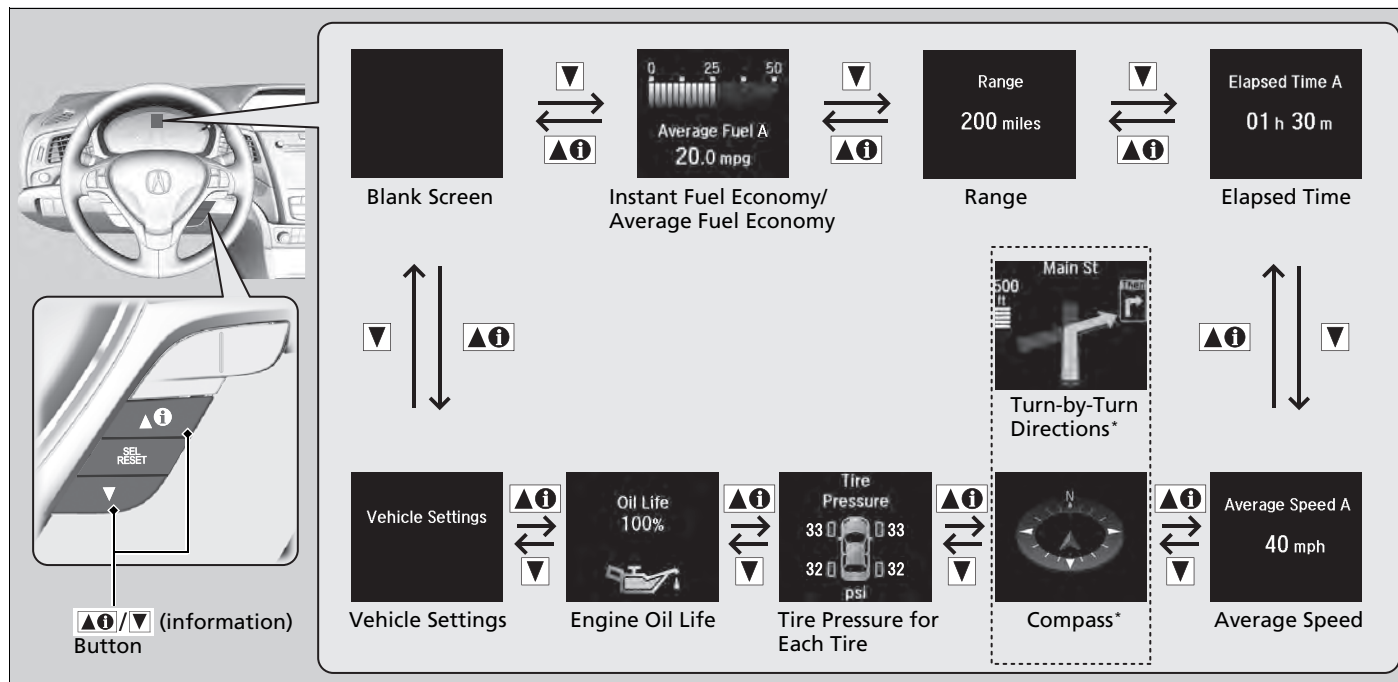 0 25 50
Average Fuel A
20.0 mpg
Range
200 miles
Elapsed Time A
01 h 30 m
Blank Screen
Instant Fuel Economy/
Average Fuel Economy
Range
Elapsed Time
Main St
500
ft
Then
Turn-by-Turn
Directions*
SEL
RESET
Vehicle Settings
Oil Life
100%
Tire
Pressure
33 33
32 32
psi
N
Average Speed A
40 mph
Vehicle Settings
Engine Oil Life
Tire Pressure for
Each Tire
Compass*
Average Speed
▲i/▼ (information)
Button